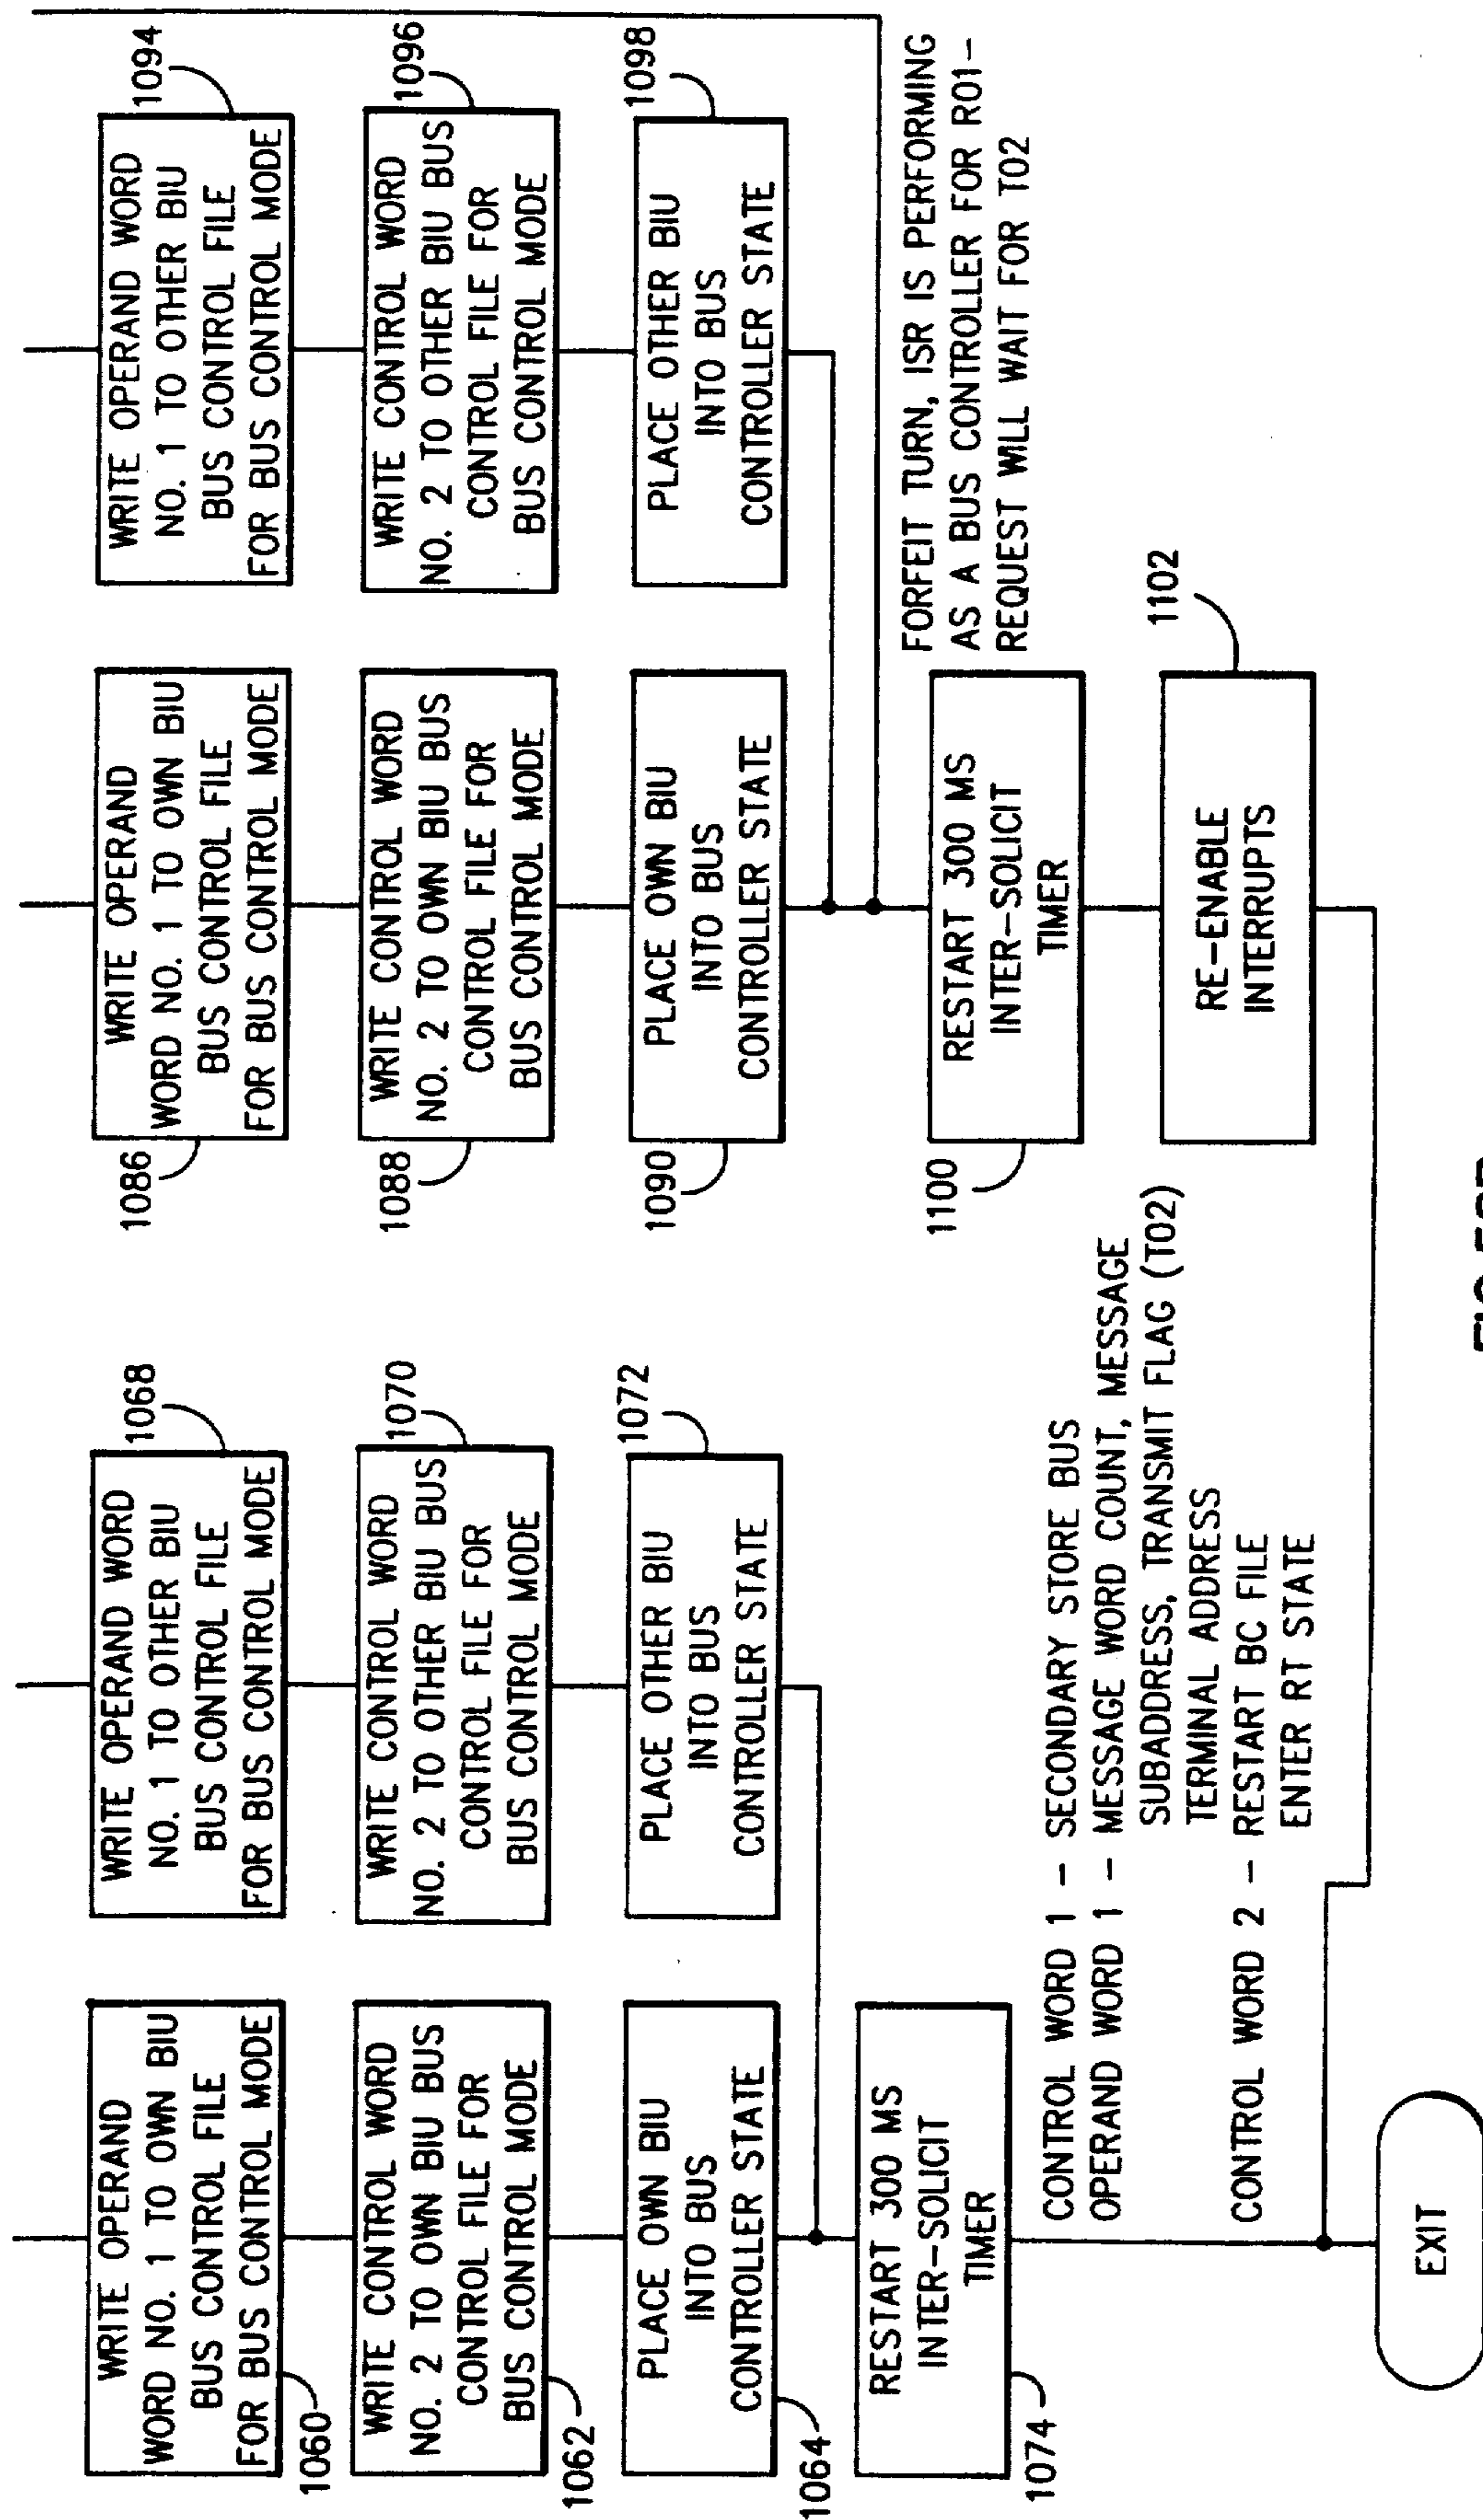 WRITE OPERAND
WORD NO. 1 TO OWN BIU
BUS CONTROL FILE
FOR BUS CONTROL MODE
1060
WRITE CONTROL WORD
NO. 2 TO OWN BIU BUS
CONTROL FILE FOR
BUS CONTROL MODE
1062
PLACE OWN BIU
INTO BUS
CONTROLLER STATE
1064
RESTART 300 MS
INTER-SOLICIT
TIMER
1074
WRITE OPERAND WORD
NO. 1 TO OTHER BIU
BUS CONTROL FILE
FOR BUS CONTROL MODE
1068
WRITE CONTROL WORD
NO. 2 TO OTHER BIU BUS
CONTROL FILE FOR
BUS CONTROL MODE
1070
PLACE OTHER BIU
INTO BUS
CONTROLLER STATE
1072
CONTROL WORD 1 - SECONDARY STORE BUS
OPERAND WORD 1 - MESSAGE WORD COUNT, MESSAGE
SUBADDRESS, TRANSMIT FLAG (T02)
TERMINAL ADDRESS
CONTROL WORD 2 - RESTART BC FILE
ENTER RT STATE
EXIT
WRITE OPERAND
WORD NO. 1 TO OWN BIU
BUS CONTROL FILE
FOR BUS CONTROL MODE
1086
WRITE CONTROL WORD
NO. 2 TO OWN BIU BUS
CONTROL FILE FOR
BUS CONTROL MODE
1088
PLACE OWN BIU
INTO BUS
CONTROLLER STATE
1090
RESTART 300 MS
INTER-SOLICIT
TIMER
1100
RE-ENABLE
INTERRUPTS
1102
WRITE OPERAND WORD
NO. 1 TO OTHER BIU
BUS CONTROL FILE
FOR BUS CONTROL MODE
1094
WRITE CONTROL WORD
NO. 2 TO OTHER BIU BUS
CONTROL FILE FOR
BUS CONTROL MODE
1096
PLACE OTHER BIU
INTO BUS
CONTROLLER STATE
1098
FORFEIT TURN, ISR IS PERFORMING
AS A BUS CONTROLLER FOR R01-
REQUEST WILL WAIT FOR T02